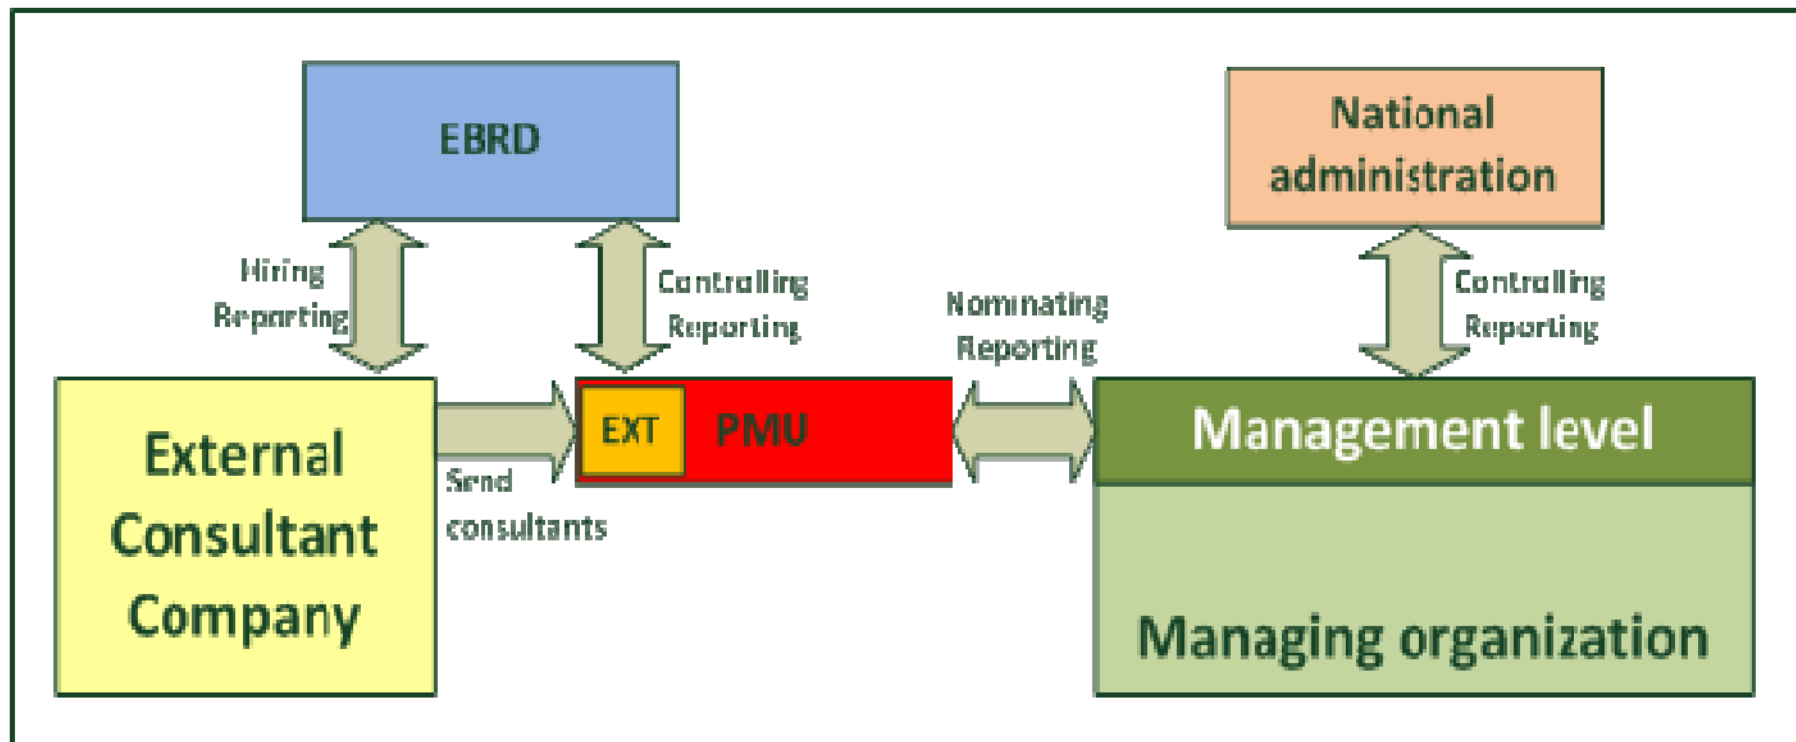 EBRD
National
administration
Hiring
Reporting
Controlling
Reporting
Nominating
Reporting
Controlling
Reporting
External
Consultant
Company
Send
consultants
EXT
PMU
Management level
Managing organization